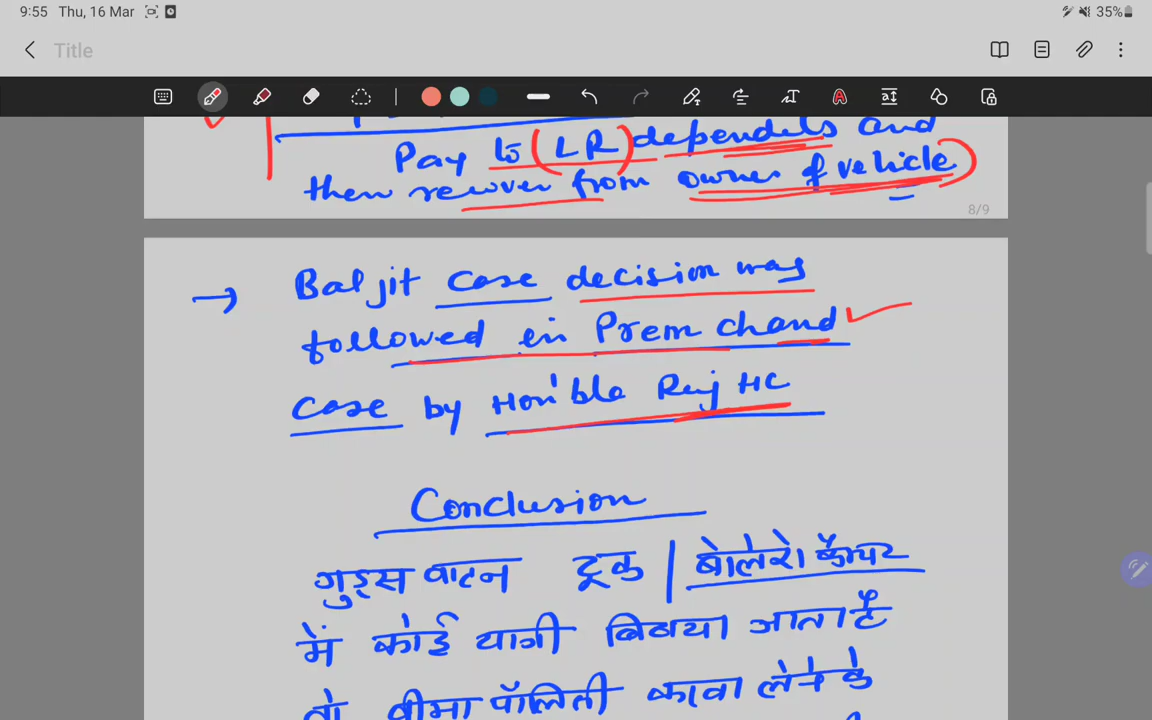 9:55 Thu, 16 Mar
35%
Title
Pay to (LR) dependets and
then recover from owner of vehicle
8/9
→ Baljit case decision was
followed in Prem chand
case by Hon'ble Raj HC
Conclusion
गुड्स वाहन ट्रक | बोलेरो कैंपर
में कोई यात्री बिठाया जाता है
तो बीमा पॉलिसी कवर लेने के